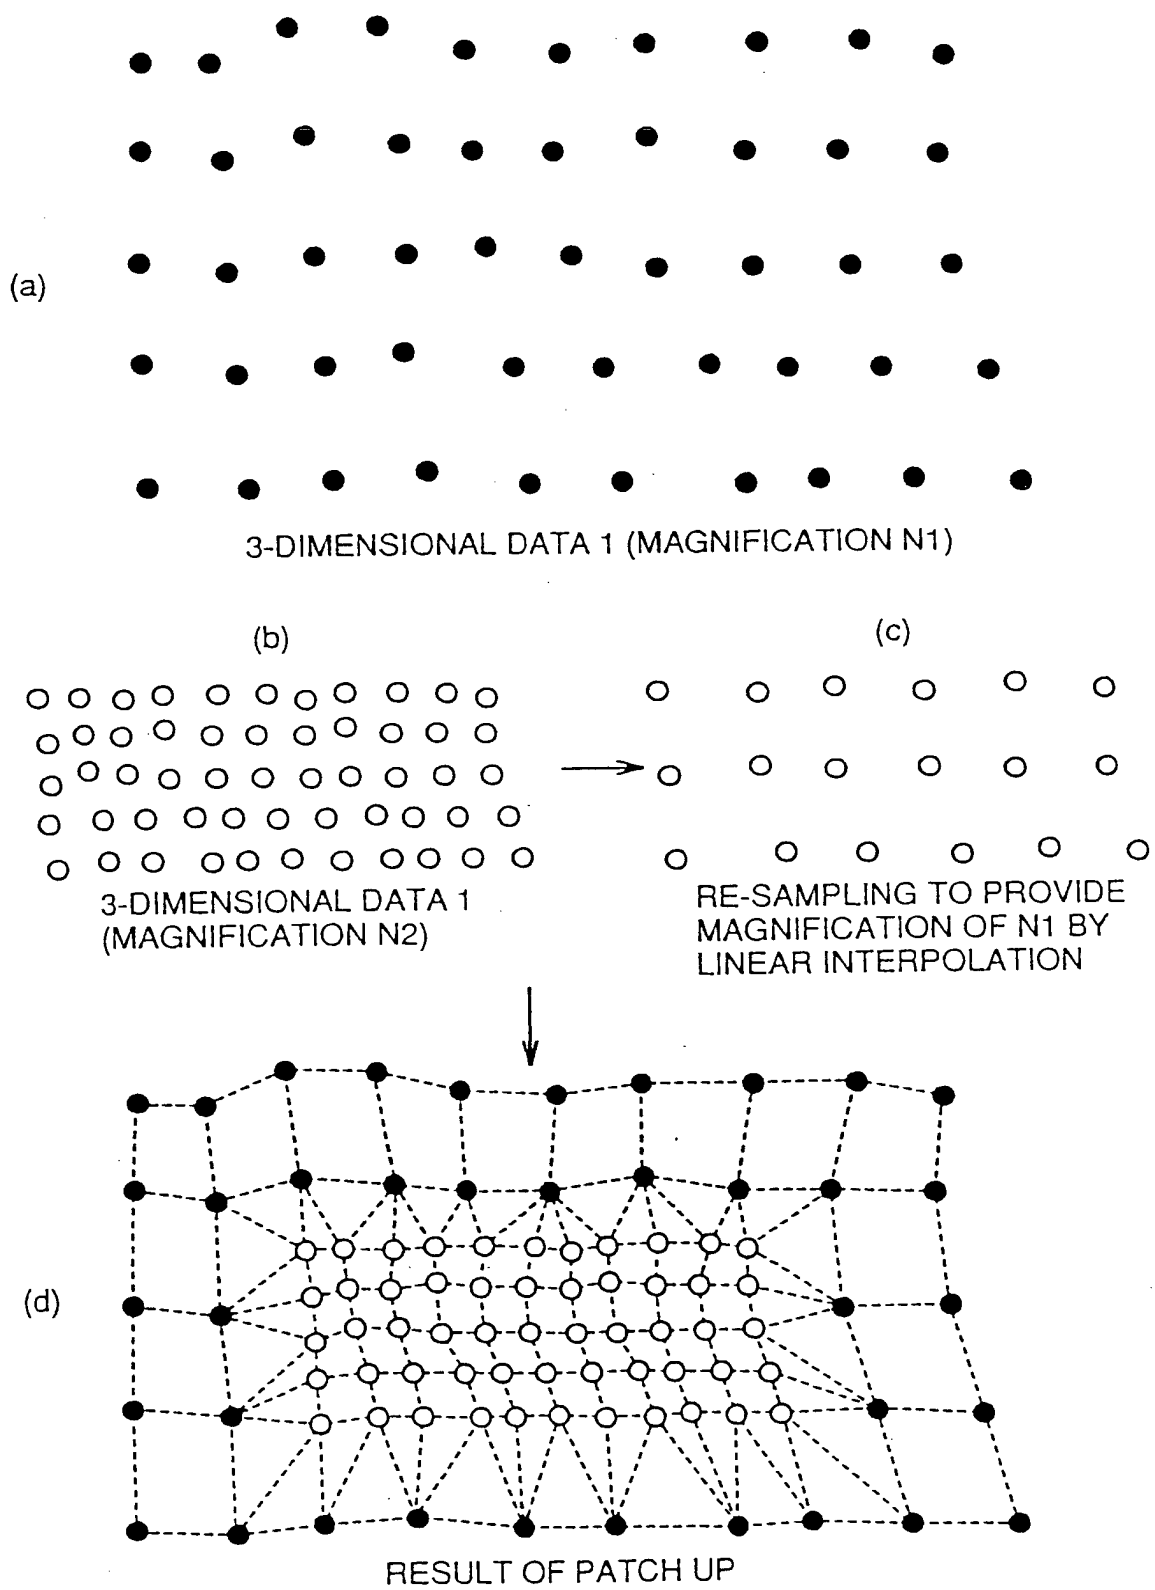 (a)
3-DIMENSIONAL DATA 1 (MAGNIFICATION N1)
(b)
(c)
3-DIMENSIONAL DATA 1
(MAGNIFICATION N2)
RE-SAMPLING TO PROVIDE
MAGNIFICATION OF N1 BY
LINEAR INTERPOLATION
(d)
RESULT OF PATCH UP